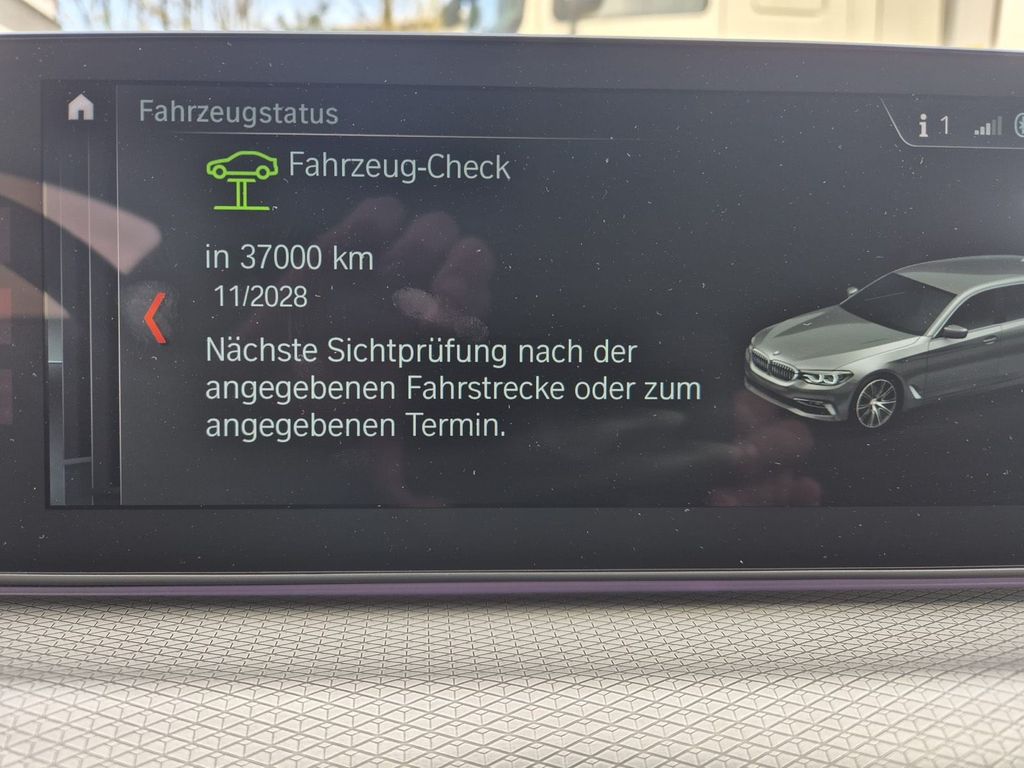 Fahrzeugstatus
1
Fahrzeug-Check
in 37000 km
11/2028
Nächste Sichtprüfung nach der
angegebenen Fahrstrecke oder zum
angegebenen Termin.